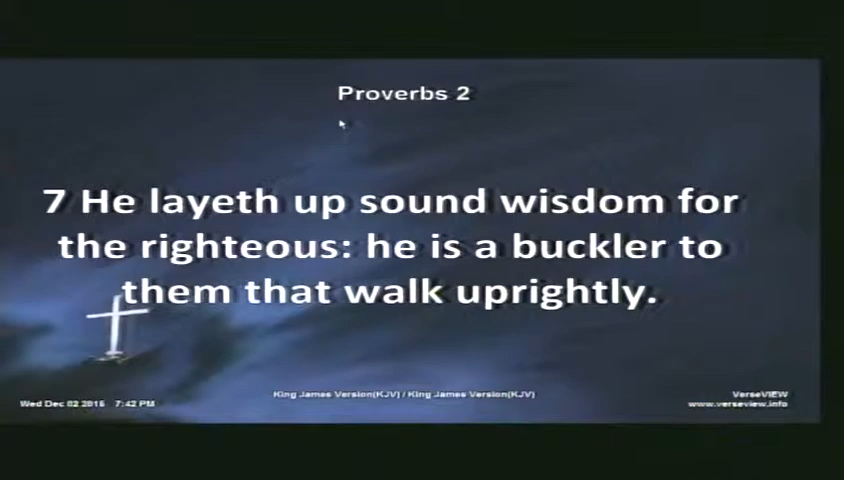 Proverbs 2
7 He layeth up sound wisdom for
the righteous: he is a buckler to
them that walk uprightly.
King James Version(KJV) / King James Version(KJV)
VerseVIEW
Wed Dec 02 2015 7:42 PM
www.verseview.info